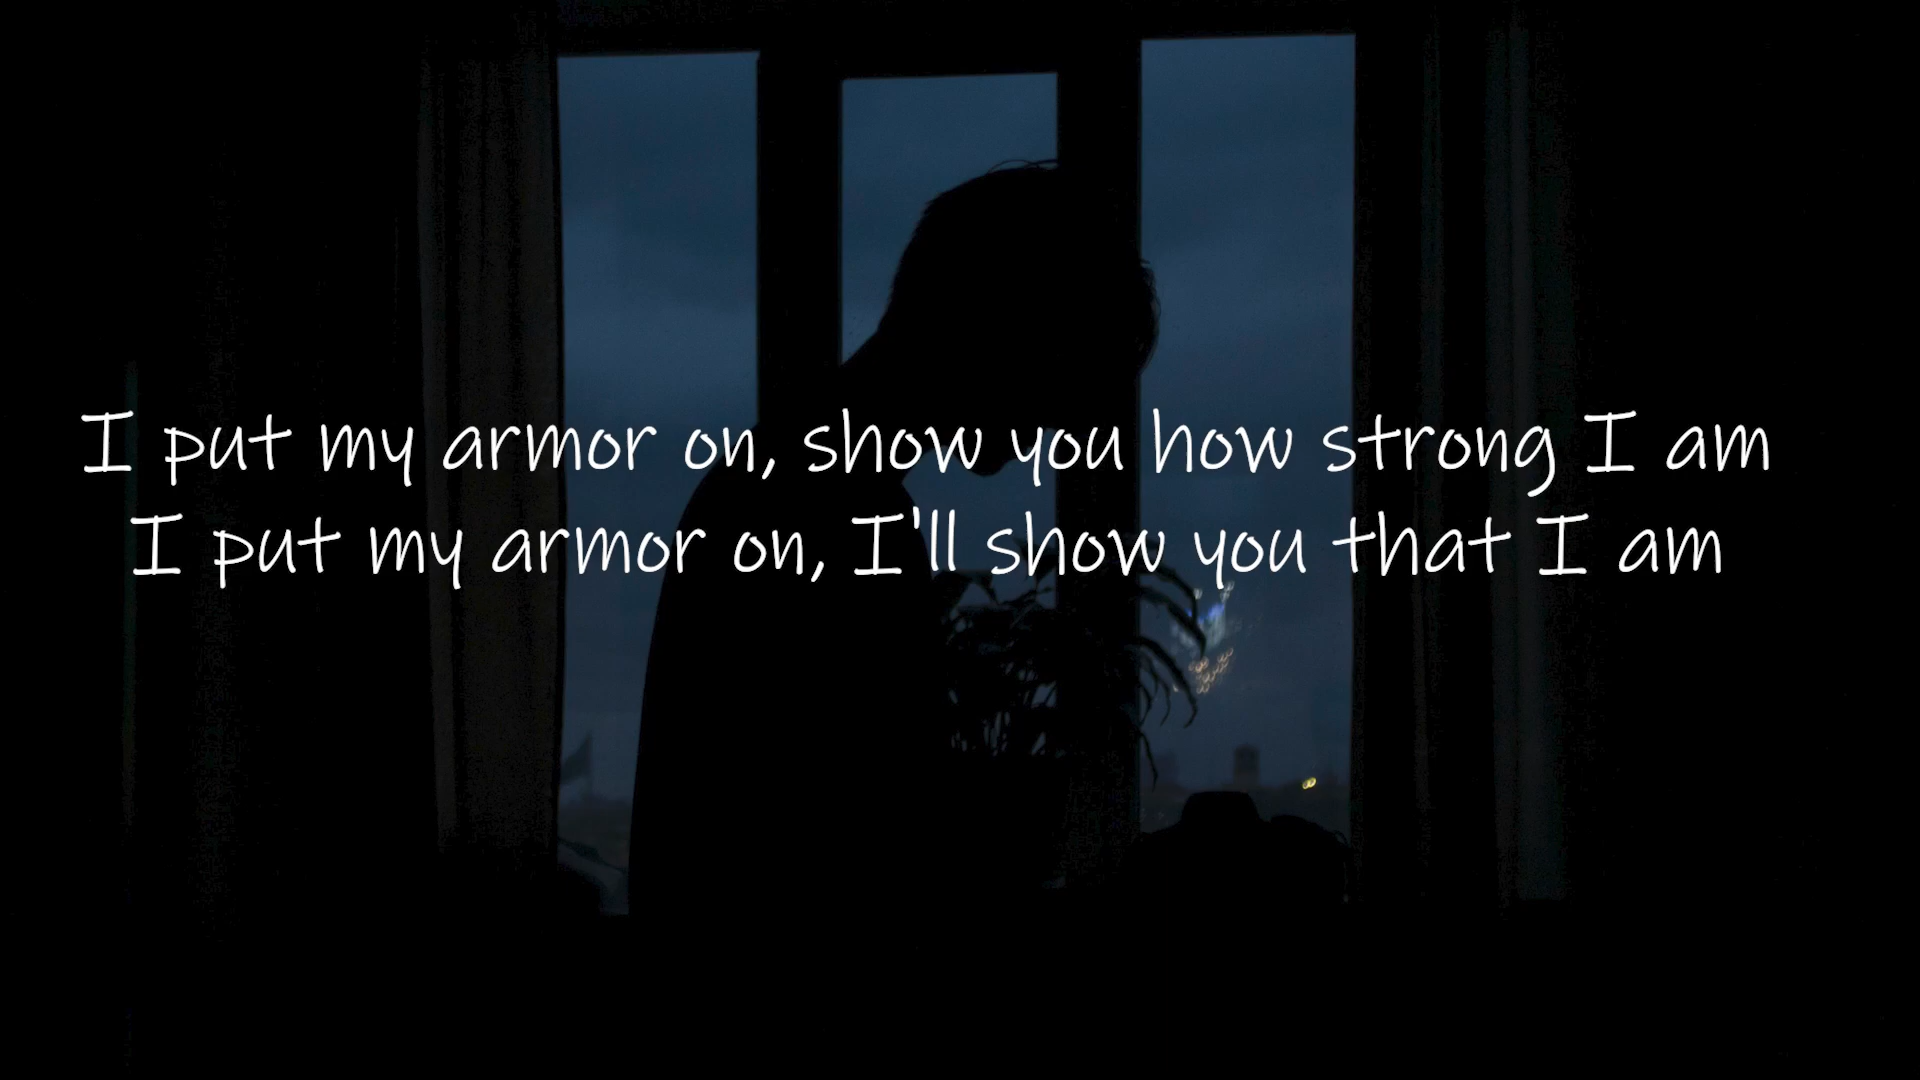 I put my armor on, show you how strong I am
I put my armor on, I'll show you that I am